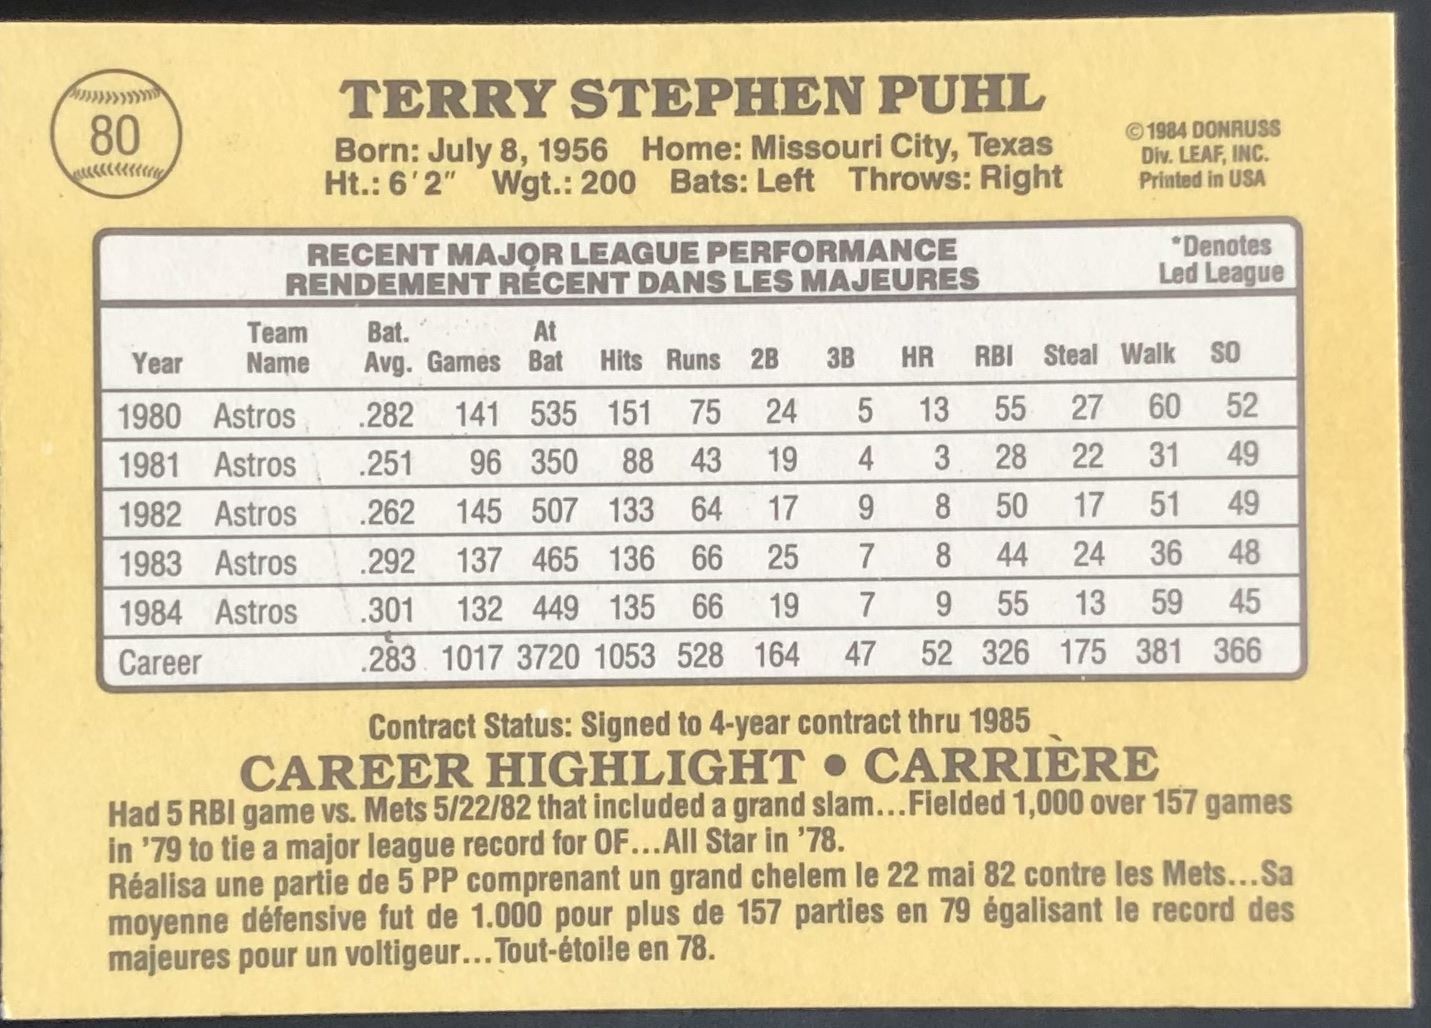 80
TERRY STEPHEN PUHL
Born: July 8, 1956 Home: Missouri City, Texas
Ht.: 6'2" Wgt.: 200 Bats: Left Throws: Right
©1984 DONRUSS
Div. LEAF, INC.
Printed in USA
RECENT MAJOR LEAGUE PERFORMANCE
RENDEMENT RÉCENT DANS LES MAJEURES
*Denotes
Led League
Year Team Name Bat. Avg. Games At Bat Hits Runs 2B 3B HR RBI Steal Walk SO
1980 Astros .282 141 535 151 75 24 5 13 55 27 60 52
1981 Astros .251 96 350 88 43 19 4 3 28 22 31 49
1982 Astros .262 145 507 133 64 17 9 8 50 17 51 49
1983 Astros .292 137 465 136 66 25 7 8 44 24 36 48
1984 Astros .301 132 449 135 66 19 7 9 55 13 59 45
Career .283 1017 3720 1053 528 164 47 52 326 175 381 366
Contract Status: Signed to 4-year contract thru 1985
CAREER HIGHLIGHT • CARRIÈRE
Had 5 RBI game vs. Mets 5/22/82 that included a grand slam...Fielded 1,000 over 157 games
in '79 to tie a major league record for OF...All Star in '78.
Réalisa une partie de 5 PP comprenant un grand chelem le 22 mai 82 contre les Mets...Sa
moyenne défensive fut de 1.000 pour plus de 157 parties en 79 égalisant le record des
majeures pour un voltigeur...Tout-étoile en 78.